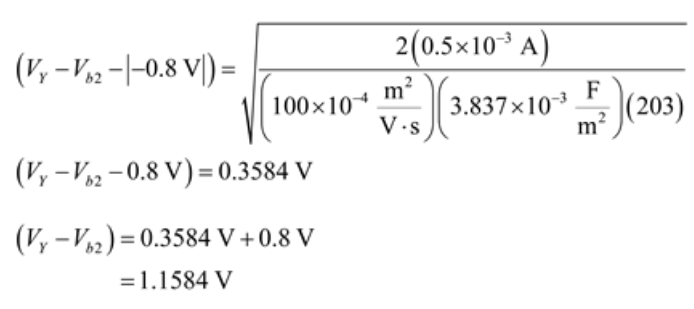 (V_Y − V_b2 − |−0.8 V|) = √(2(0.5×10⁻³ A) / ((100×10⁻⁴ m²/V·s)(3.837×10⁻³ F/m²)(203)))
(V_Y − V_b2 − 0.8 V) = 0.3584 V
(V_Y − V_b2) = 0.3584 V + 0.8 V
= 1.1584 V